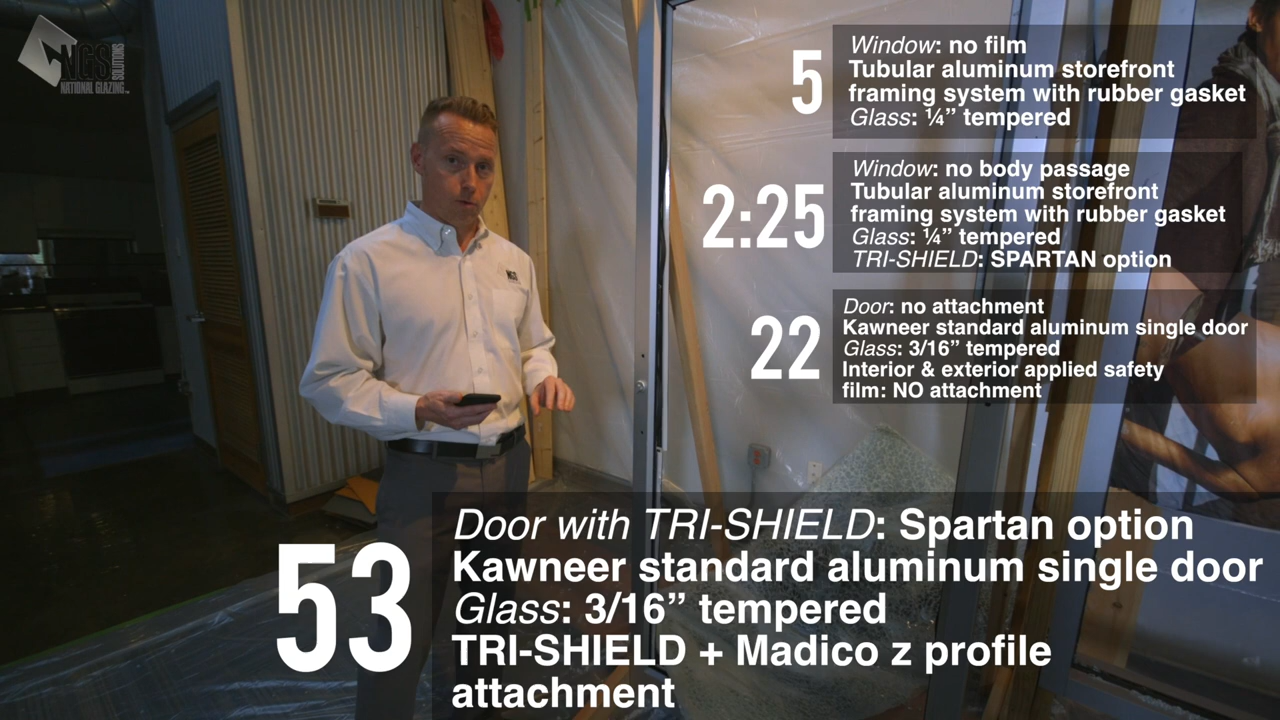 NGS
SOLUTIONS
NATIONAL GLAZING
5
Window: no film
Tubular aluminum storefront
framing system with rubber gasket
Glass: ¼” tempered
2:25
Window: no body passage
Tubular aluminum storefront
framing system with rubber gasket
Glass: ¼” tempered
TRI-SHIELD: SPARTAN option
22
Door: no attachment
Kawneer standard aluminum single door
Glass: 3/16” tempered
Interior & exterior applied safety
film: NO attachment
NGS
53
Door with TRI-SHIELD: Spartan option
Kawneer standard aluminum single door
Glass: 3/16” tempered
TRI-SHIELD + Madico z profile
attachment